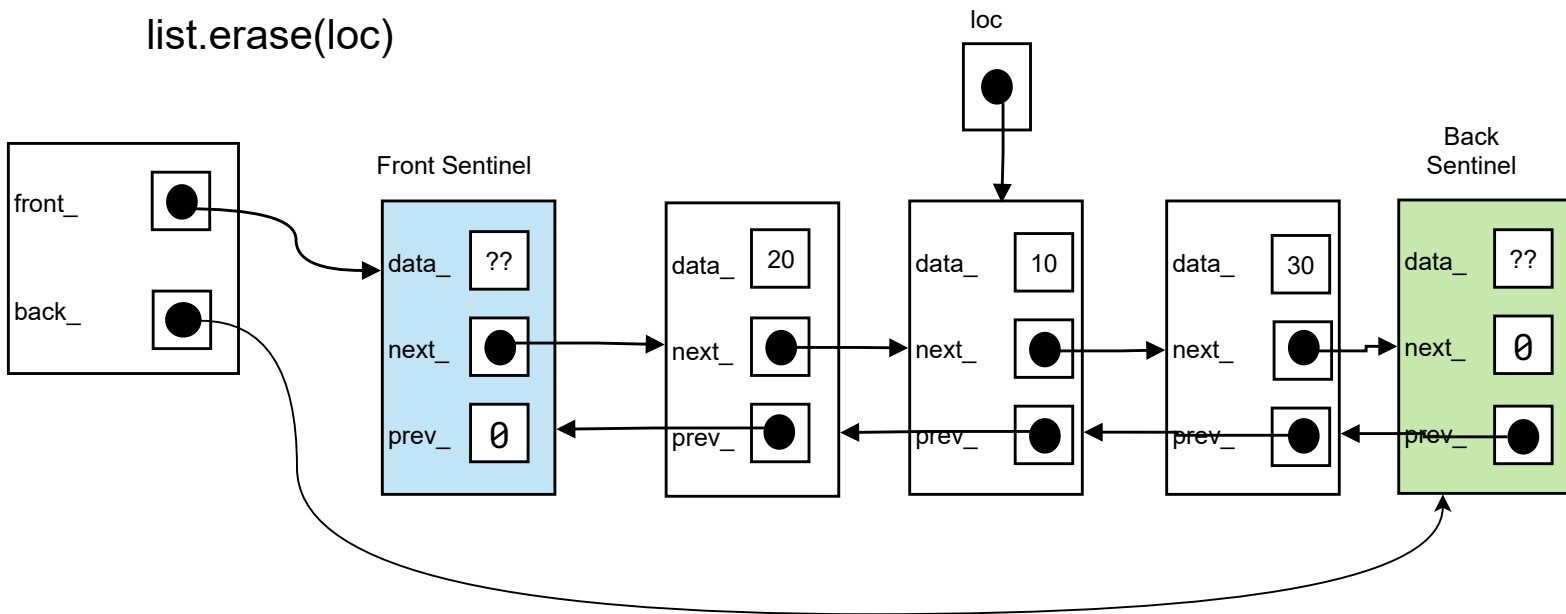 list.erase(loc)
loc
front_
back_
Front Sentinel
data_ ??
next_
prev_ 0
data_ 20
next_
prev_
data_ 10
next_
prev_
data_ 30
next_
prev_
Back
Sentinel
data_ ??
next_ 0
prev_